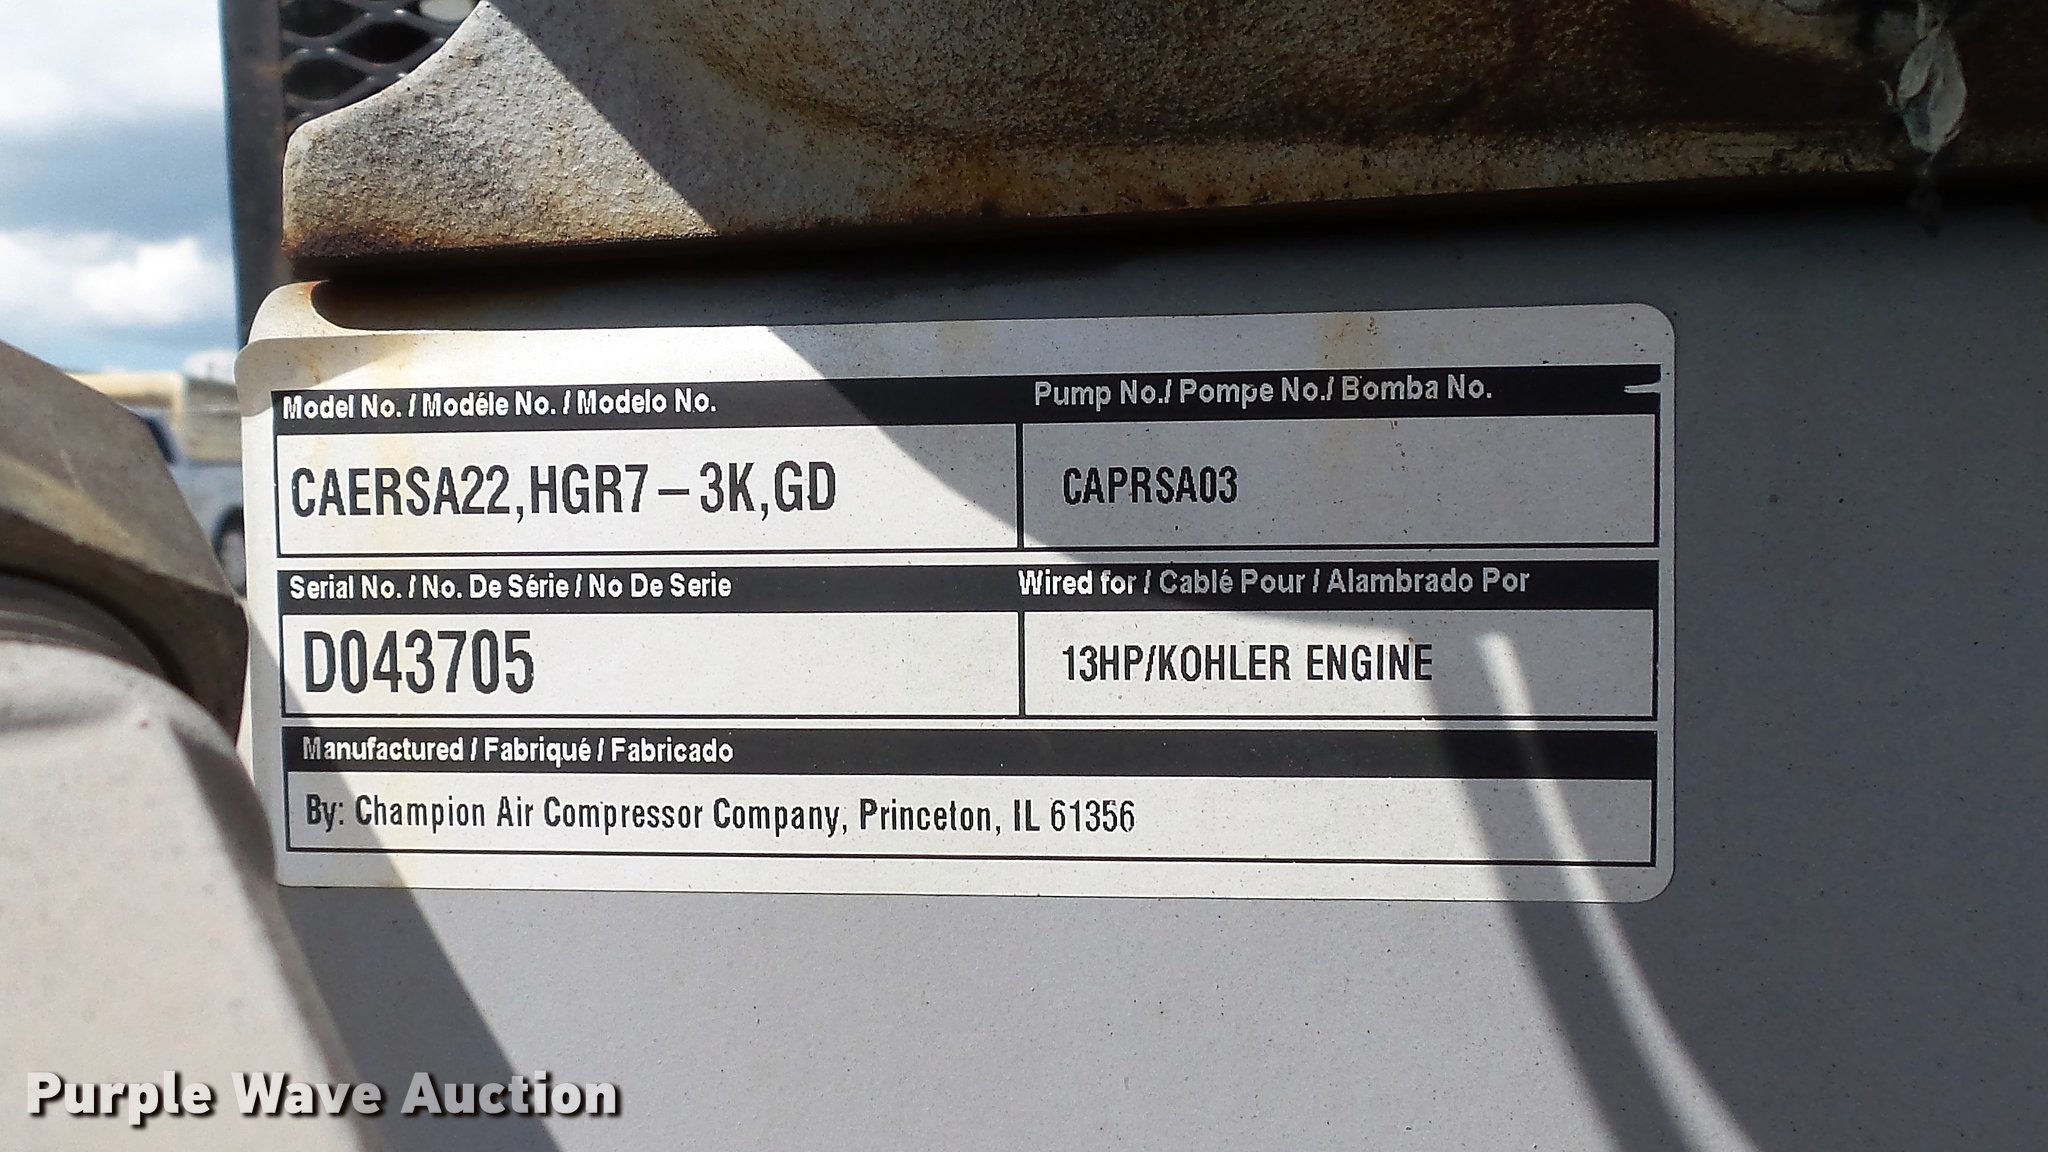 Model No. / Modéle No. / Modelo No.
Pump No./ Pompe No./ Bomba No.
CAERSA22,HGR7-3K,GD
CAPRSA03
Serial No. / No. De Série / No De Serie
Wired for / Cablé Pour / Alambrado Por
D043705
13HP/KOHLER ENGINE
Manufactured / Fabriqué / Fabricado
By: Champion Air Compressor Company, Princeton, IL 61356
Purple Wave Auction